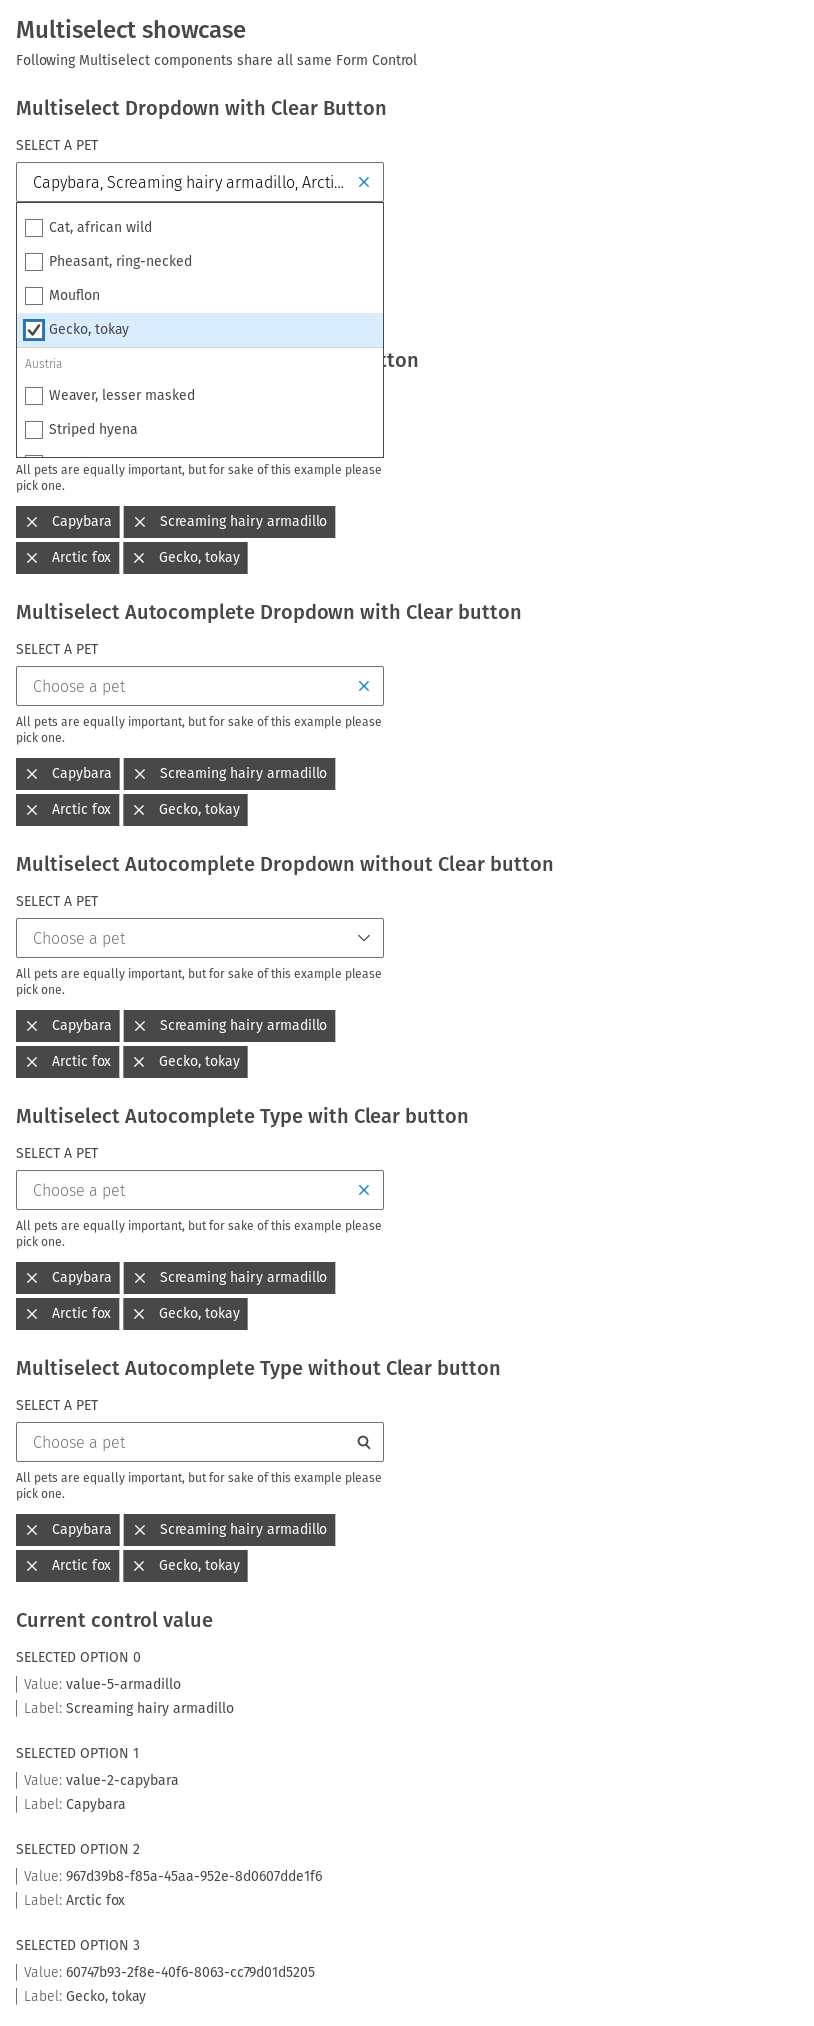 Multiselect showcase
Following Multiselect components share all same Form Control
Multiselect Dropdown with Clear Button
SELECT A PET
Capybara, Screaming hairy armadillo, Arcti...
Cat, african wild
Pheasant, ring-necked
Mouflon
Gecko, tokay
Austria
Weaver, lesser masked
Striped hyena
All pets are equally important, but for sake of this example please
pick one.
Capybara Screaming hairy armadillo
Arctic fox Gecko, tokay
Multiselect Autocomplete Dropdown with Clear button
SELECT A PET
Choose a pet
All pets are equally important, but for sake of this example please
pick one.
Capybara Screaming hairy armadillo
Arctic fox Gecko, tokay
Multiselect Autocomplete Dropdown without Clear button
SELECT A PET
Choose a pet
All pets are equally important, but for sake of this example please
pick one.
Capybara Screaming hairy armadillo
Arctic fox Gecko, tokay
Multiselect Autocomplete Type with Clear button
SELECT A PET
Choose a pet
All pets are equally important, but for sake of this example please
pick one.
Capybara Screaming hairy armadillo
Arctic fox Gecko, tokay
Multiselect Autocomplete Type without Clear button
SELECT A PET
Choose a pet
All pets are equally important, but for sake of this example please
pick one.
Capybara Screaming hairy armadillo
Arctic fox Gecko, tokay
Current control value
SELECTED OPTION 0
Value: value-5-armadillo
Label: Screaming hairy armadillo
SELECTED OPTION 1
Value: value-2-capybara
Label: Capybara
SELECTED OPTION 2
Value: 967d39b8-f85a-45aa-952e-8d0607dde1f6
Label: Arctic fox
SELECTED OPTION 3
Value: 60747b93-2f8e-40f6-8063-cc79d01d5205
Label: Gecko, tokay